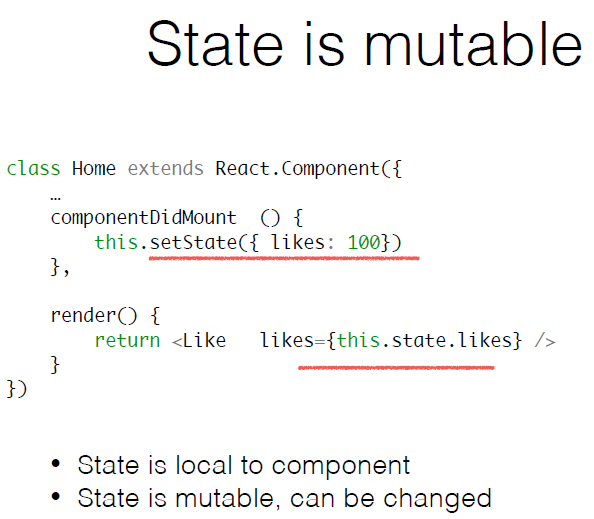 State is mutable
class Home extends React.Component({
…
componentDidMount () {
this.setState({ likes: 100})
},
render() {
return <Like likes={this.state.likes} />
}
})
• State is local to component
• State is mutable, can be changed